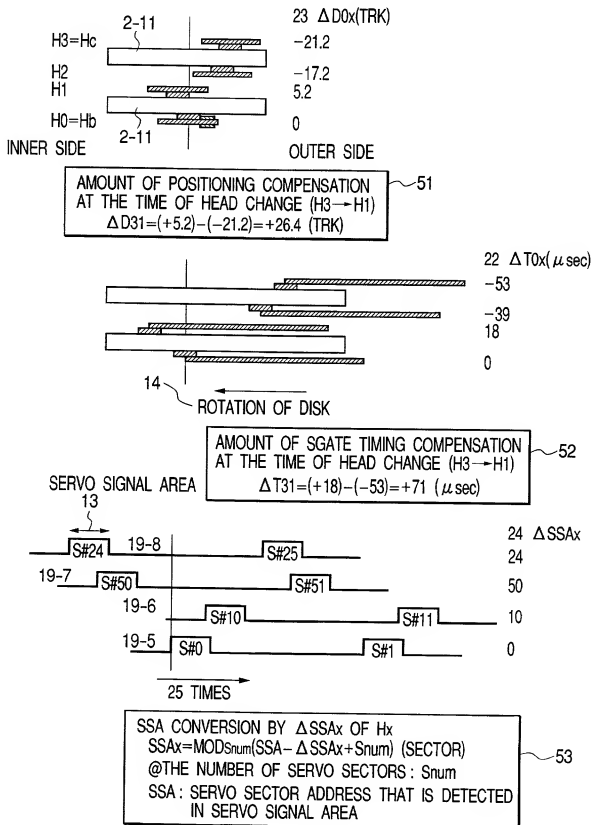 23 ΔD0x(TRK)
2-11
H3=Hc
−21.2
H2
−17.2
H1
5.2
H0=Hb
0
2-11
INNER SIDE
OUTER SIDE
AMOUNT OF POSITIONING COMPENSATION
AT THE TIME OF HEAD CHANGE (H3→H1)
ΔD31=(+5.2)−(−21.2)=+26.4 (TRK)
51
22 ΔT0x(μsec)
−53
−39
18
0
14
ROTATION OF DISK
AMOUNT OF SGATE TIMING COMPENSATION
AT THE TIME OF HEAD CHANGE (H3→H1)
ΔT31=(+18)−(−53)=+71 (μsec)
52
SERVO SIGNAL AREA
13
24 ΔSSAx
S#24 19-8 S#25 24
19-7 S#50 S#51 50
19-6 S#10 S#11 10
19-5 S#0 S#1 0
25 TIMES
SSA CONVERSION BY ΔSSAx OF Hx
SSAx=MODSnum(SSA−ΔSSAx+Snum) (SECTOR)
@THE NUMBER OF SERVO SECTORS : Snum
SSA : SERVO SECTOR ADDRESS THAT IS DETECTED
IN SERVO SIGNAL AREA
53